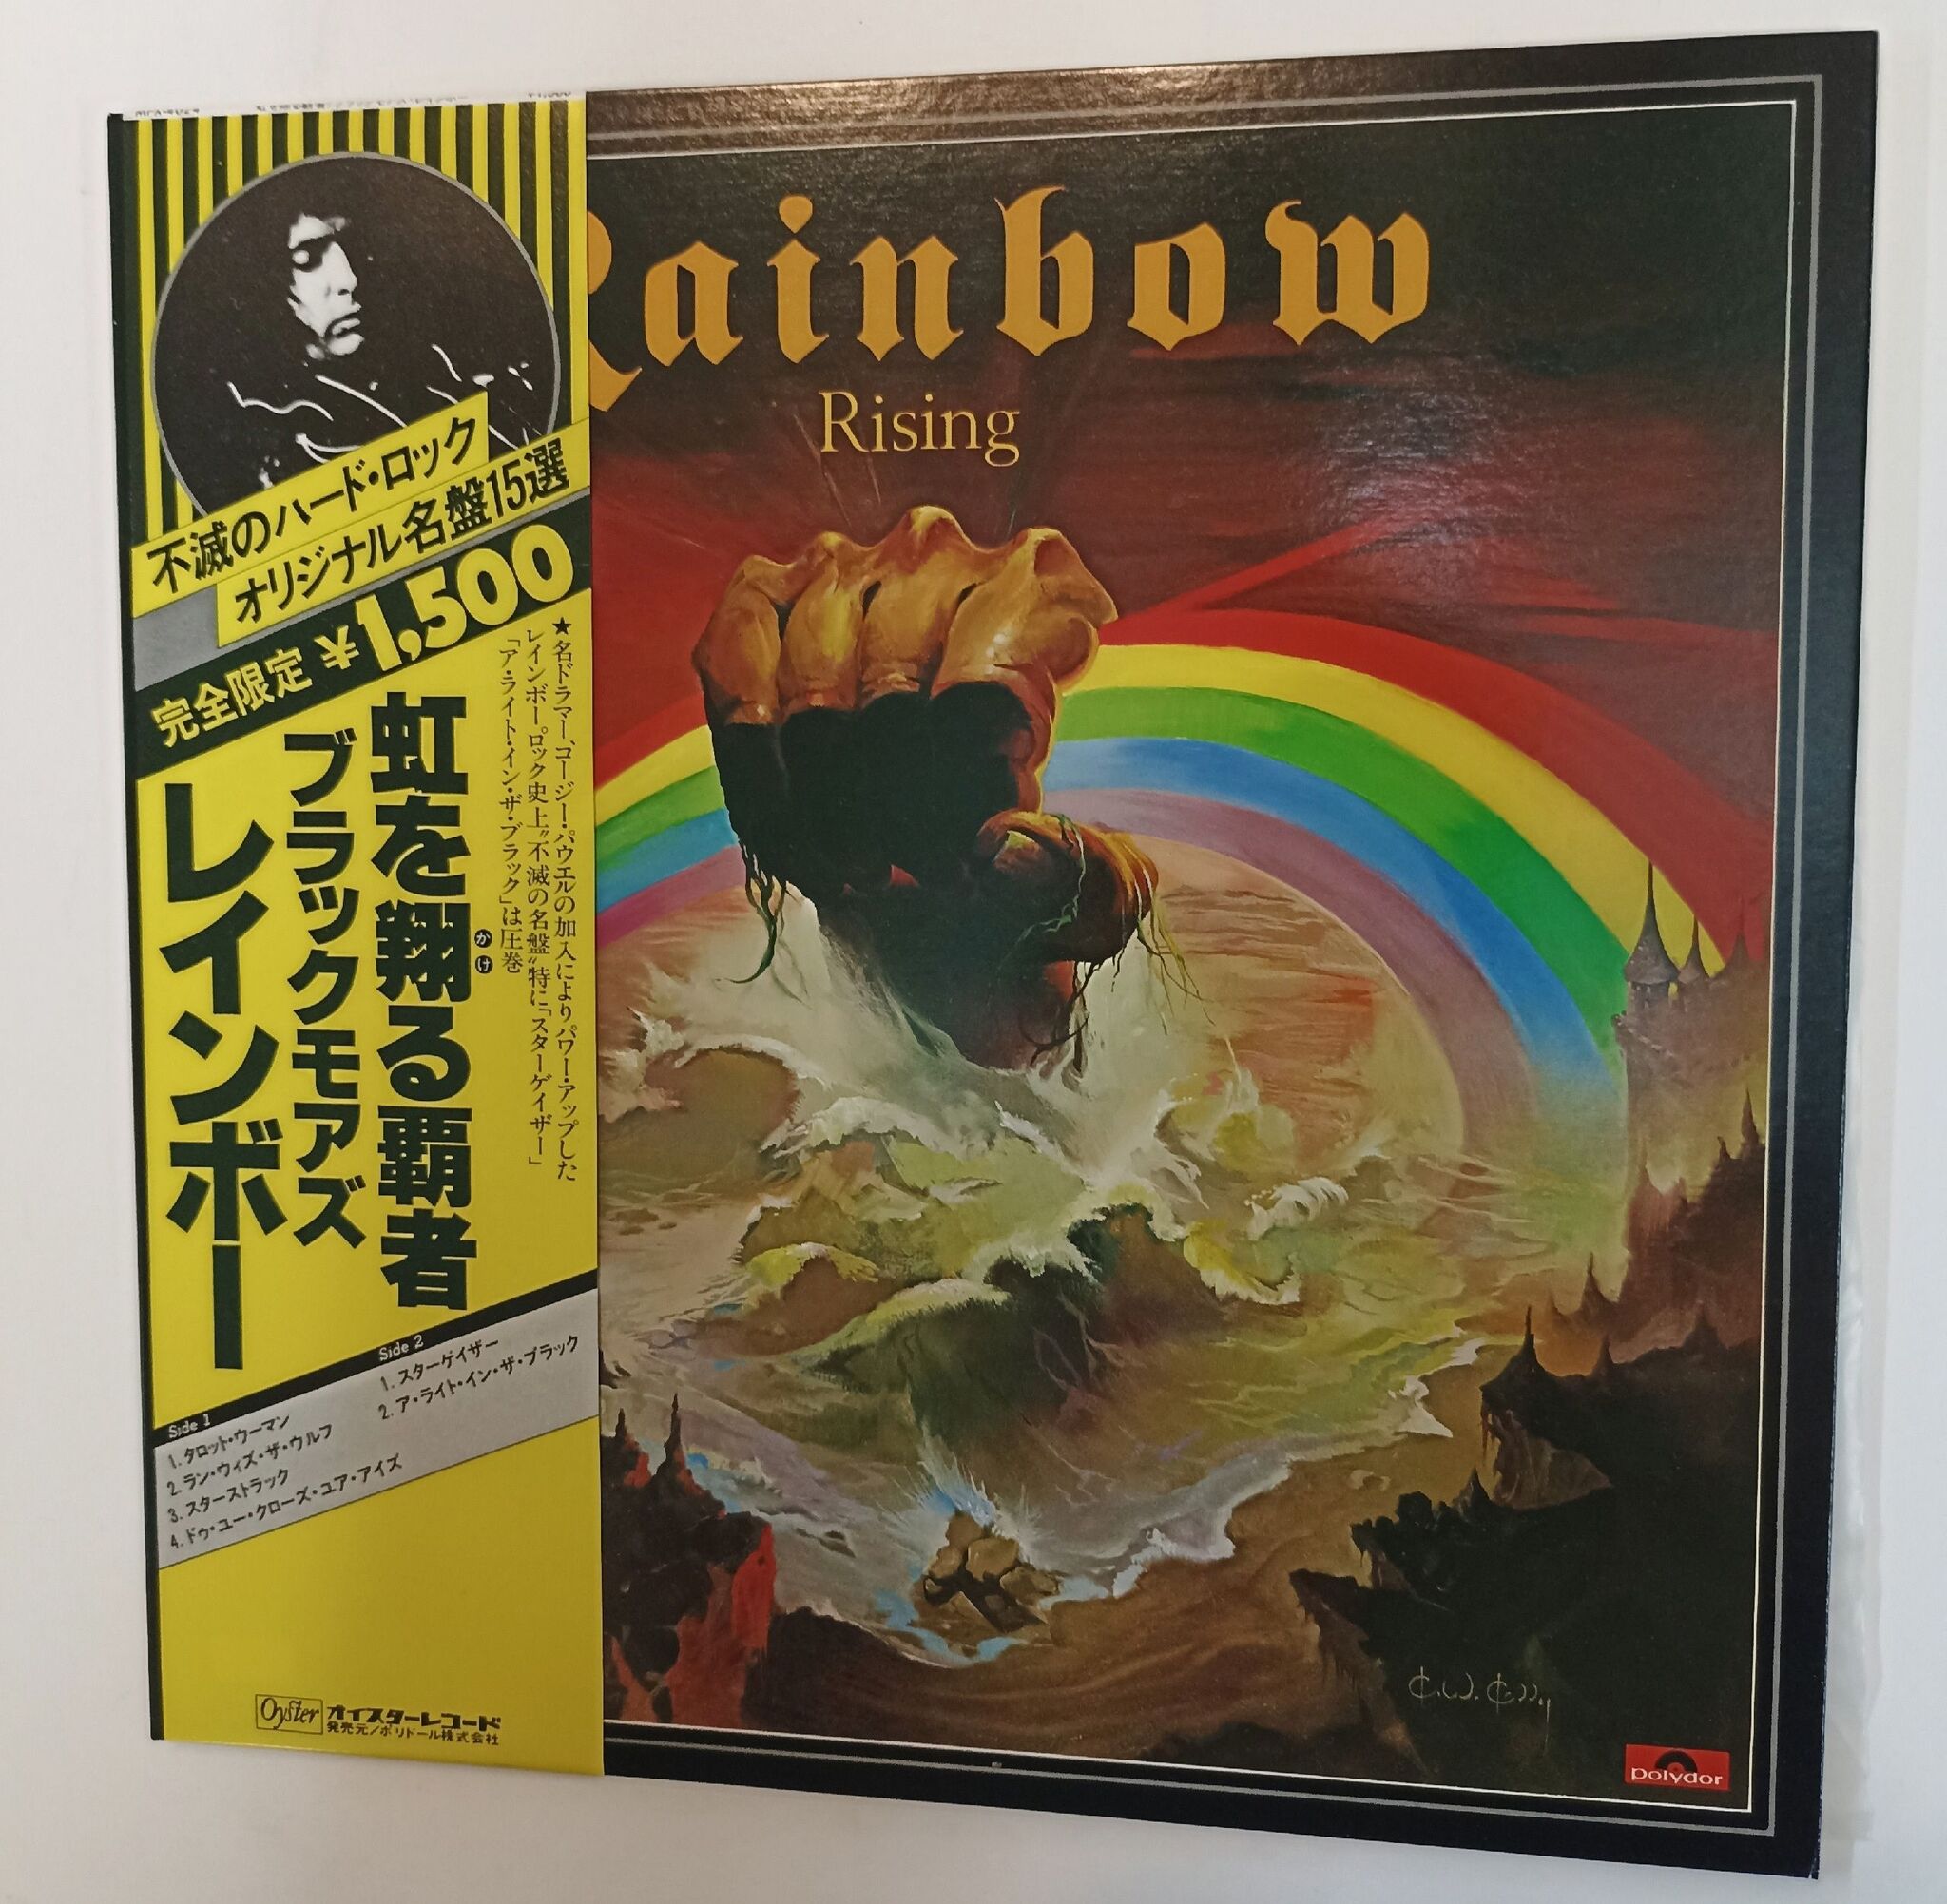 Rainbow
Rising
不滅のハード・ロック
オリジナル名盤15選
完全限定 ¥1,500
★名ドラマー、コージー・パウエルの加入によりパワー・アップした
レインボー。ロック史上〝不滅の名盤〟特に「スターゲイザー」
「ア・ライト・イン・ザ・ブラック」は圧巻
虹を翔る覇者
かけ
ブラックモアズ
レインボー
Side 1
1. タロット・ウーマン
2. ラン・ウィズ・ザ・ウルフ
3. スターストラック
4. ドゥ・ユー・クローズ・ユア・アイズ
Side 2
1. スターゲイザー
2. ア・ライト・イン・ザ・ブラック
Oyster オイスターレコード
発売元/ポリドール株式会社
polydor